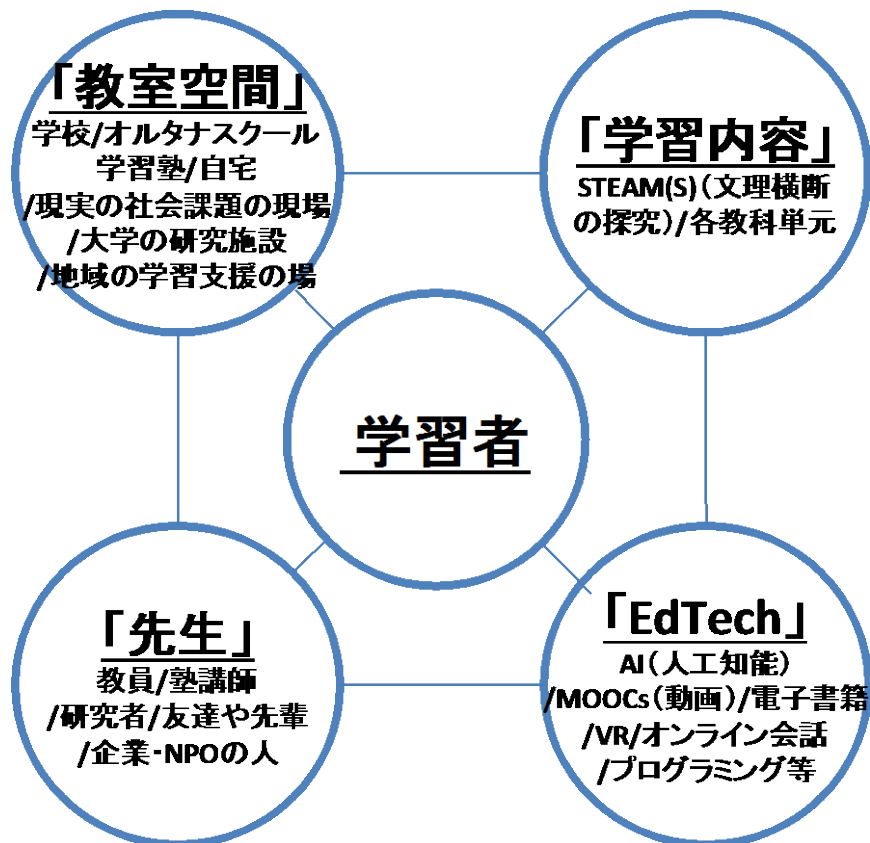 「教室空間」
学校/オルタナスクール
学習塾/自宅
/現実の社会課題の現場
/大学の研究施設
/地域の学習支援の場
「学習内容」
STEAM(S)（文理横断
の探究）/各教科単元
学習者
「先生」
教員/塾講師
/研究者/友達や先輩
/企業・NPOの人
「EdTech」
AI（人工知能）
/MOOCs（動画）/電子書籍
/VR/オンライン会話
/プログラミング等